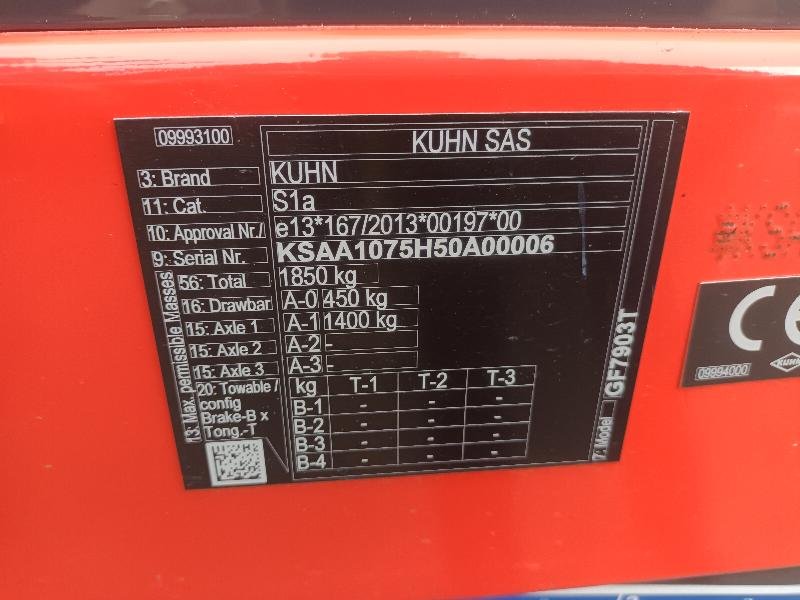 09993100
KUHN SAS
3: Brand KUHN
11: Cat. S1a
10: Approval Nr./ e13*167/2013*00197*00
9: Serial Nr. KSAA1075H50A00006
13: Max. permissible Masses
56: Total 1850 kg
16: Drawbar A-0 450 kg
15: Axle 1 A-1 1400 kg
15: Axle 2 A-2 -
15: Axle 3 A-3 -
20: Towable / kg T-1 T-2 T-3
config B-1 - - -
Brake-B x B-2 - - -
Tong.-T B-3 - - -
B-4 - - -
7: Model GF7903T
CE
09994000
KUHN